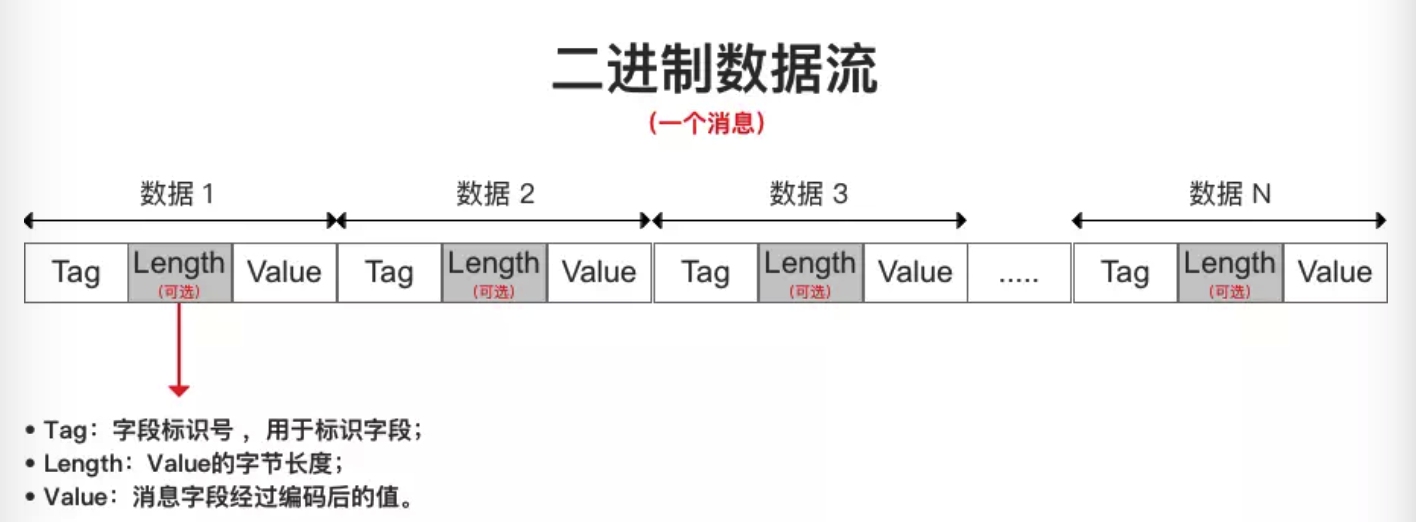 二进制数据流
(一个消息)
数据 1 数据 2 数据 3 数据 N
Tag Length Value Tag Length Value Tag Length Value ..... Tag Length Value
(可选) (可选) (可选) (可选)
• Tag：字段标识号 ，用于标识字段；
• Length：Value的字节长度；
• Value：消息字段经过编码后的值。